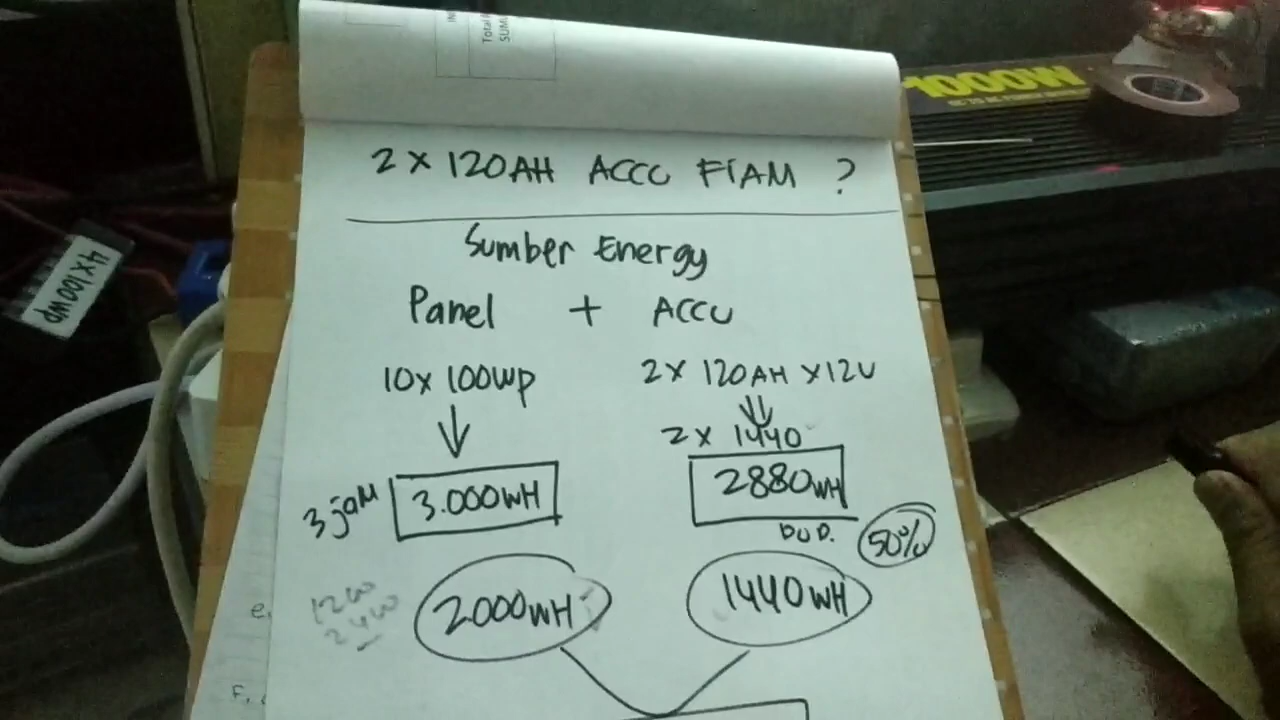 2 X 120AH ACCU FIAM ?
Sumber Energy
Panel + ACCU
10x 100wp 2X 120AH X12V
2 X 1440
3 jam 3.000WH 2880WH
DOD. 50%
2000WH 1440WH
1000W
4X100wp